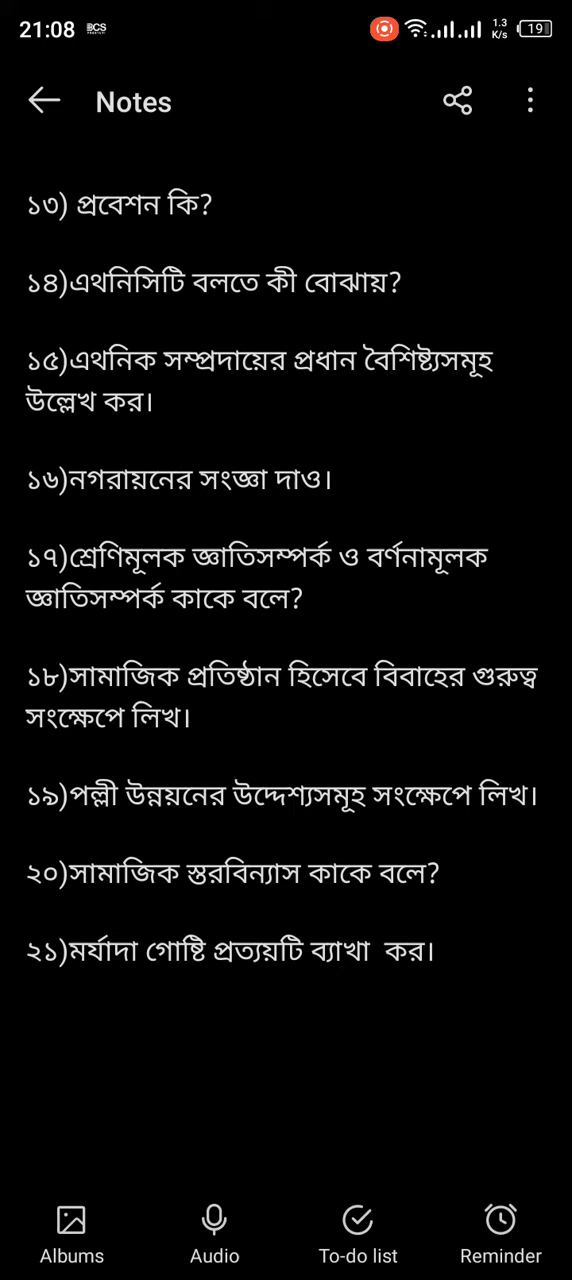 21:08 BCS 1.3 K/s 19
Notes
১৩) প্রবেশন কি?
১৪)এথনিসিটি বলতে কী বোঝায়?
১৫)এথনিক সম্প্রদায়ের প্রধান বৈশিষ্ট্যসমূহ
উল্লেখ কর।
১৬)নগরায়নের সংজ্ঞা দাও।
১৭)শ্রেণিমূলক জ্ঞাতিসম্পর্ক ও বর্ণনামূলক
জ্ঞাতিসম্পর্ক কাকে বলে?
১৮)সামাজিক প্রতিষ্ঠান হিসেবে বিবাহের গুরুত্ব
সংক্ষেপে লিখ।
১৯)পল্লী উন্নয়নের উদ্দেশ্যসমূহ সংক্ষেপে লিখ।
২০)সামাজিক স্তরবিন্যাস কাকে বলে?
২১)মর্যাদা গোষ্টি প্রত্যয়টি ব্যাখা  কর।
Albums Audio To-do list Reminder